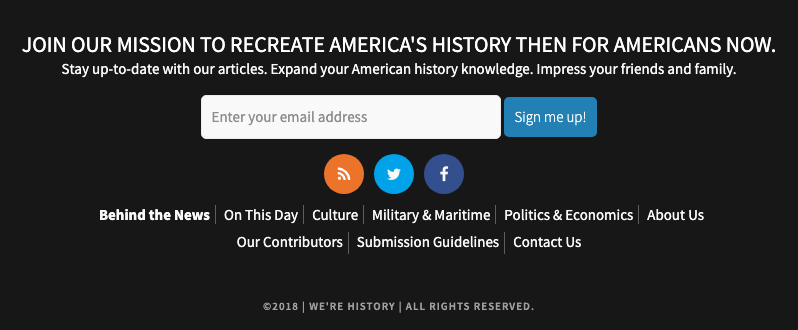 JOIN OUR MISSION TO RECREATE AMERICA'S HISTORY THEN FOR AMERICANS NOW.
Stay up-to-date with our articles. Expand your American history knowledge. Impress your friends and family.
Enter your email address Sign me up!
Behind the News | On This Day | Culture | Military & Maritime | Politics & Economics | About Us
Our Contributors | Submission Guidelines | Contact Us
©2018 | WE'RE HISTORY | ALL RIGHTS RESERVED.